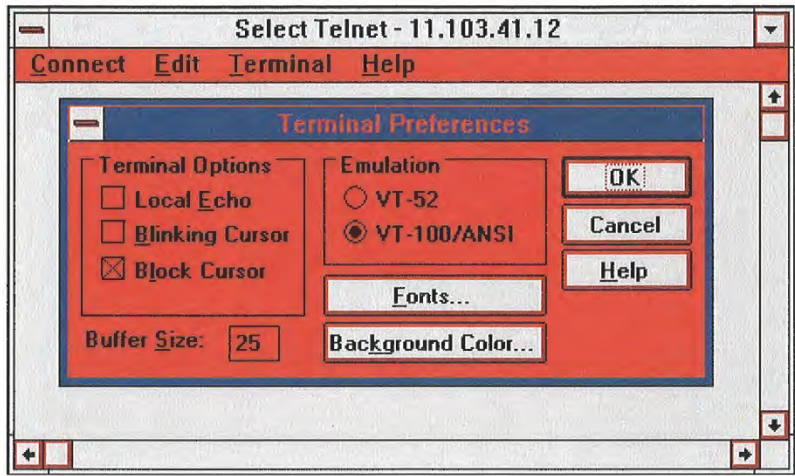 Select Telnet - 11.103.41.12
Connect Edit Terminal Help
Terminal Preferences
Terminal Options
Local Echo
Blinking Cursor
Block Cursor
Buffer Size: 25
Emulation
VT-52
VT-100/ANSI
Fonts...
Background Color...
OK
Cancel
Help